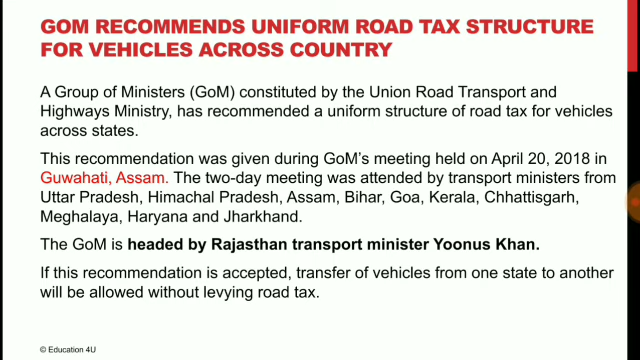 GOM RECOMMENDS UNIFORM ROAD TAX STRUCTURE
FOR VEHICLES ACROSS COUNTRY
A Group of Ministers (GoM) constituted by the Union Road Transport and
Highways Ministry, has recommended a uniform structure of road tax for vehicles
across states.
This recommendation was given during GoM's meeting held on April 20, 2018 in
Guwahati, Assam. The two-day meeting was attended by transport ministers from
Uttar Pradesh, Himachal Pradesh, Assam, Bihar, Goa, Kerala, Chhattisgarh,
Meghalaya, Haryana and Jharkhand.
The GoM is headed by Rajasthan transport minister Yoonus Khan.
If this recommendation is accepted, transfer of vehicles from one state to another
will be allowed without levying road tax.
© Education 4U